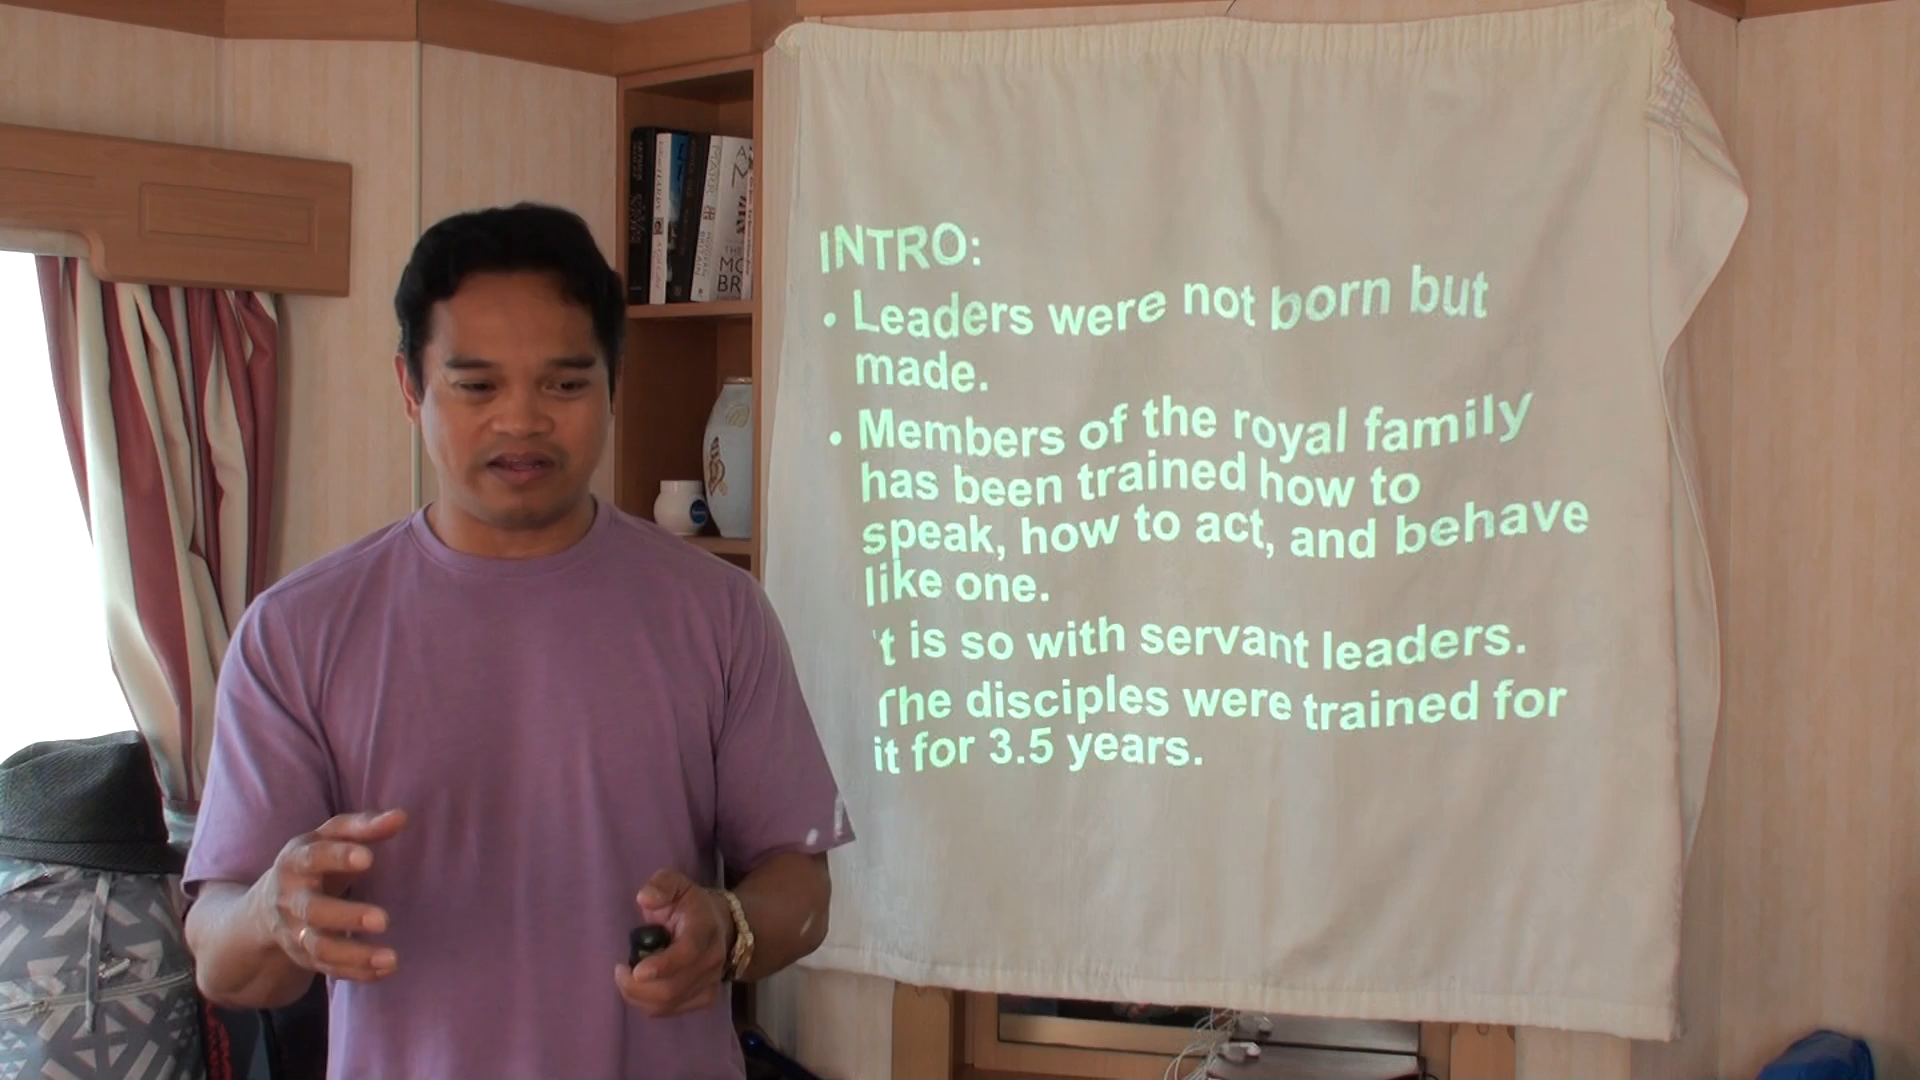 INTRO:
• Leaders were not born but
made.
• Members of the royal family
has been trained how to
speak, how to act, and behave
like one.
t is so with servant leaders.
The disciples were trained for
it for 3.5 years.